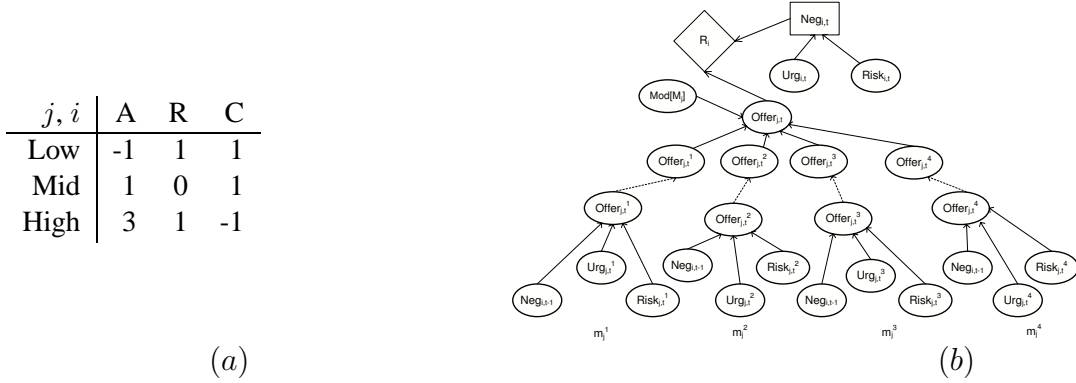 j, i A R C
Low -1 1 1
Mid 1 0 1
High 3 1 -1
(a)
Neg_{i,t}
R_i
Urg_{i,t} Risk_{i,t}
Mod[M_j]
Offer_{j,t}
Offer_{j,t}^1 Offer_{j,t}^2 Offer_{j,t}^3 Offer_{j,t}^4
Offer_{j,t}^1 Offer_{j,t}^2 Offer_{j,t}^3 Offer_{j,t}^4
Urg_{j,t}^1 Neg_{i,t-1} Risk_{j,t}^2 Urg_{j,t}^3 Neg_{i,t-1} Risk_{j,t}^4
Neg_{i,t-1} Risk_{j,t}^1 Urg_{j,t}^2 Neg_{i,t-1} Risk_{j,t}^3 Urg_{j,t}^4
m_j^1 m_j^2 m_j^3 m_j^4
(b)